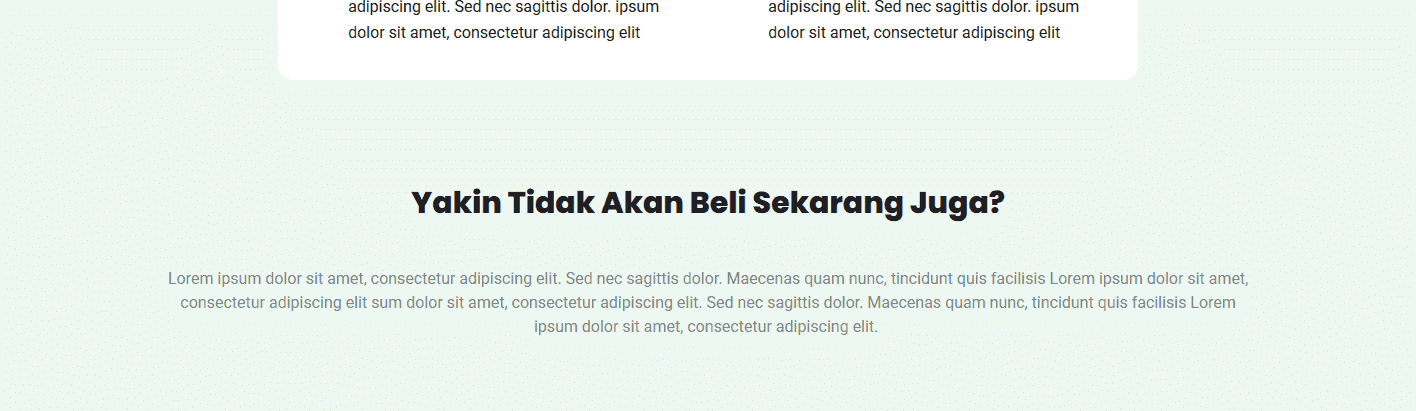 adipiscing elit. Sed nec sagittis dolor. ipsum
dolor sit amet, consectetur adipiscing elit
adipiscing elit. Sed nec sagittis dolor. ipsum
dolor sit amet, consectetur adipiscing elit
Yakin Tidak Akan Beli Sekarang Juga?
Lorem ipsum dolor sit amet, consectetur adipiscing elit. Sed nec sagittis dolor. Maecenas quam nunc, tincidunt quis facilisis Lorem ipsum dolor sit amet,
consectetur adipiscing elit sum dolor sit amet, consectetur adipiscing elit. Sed nec sagittis dolor. Maecenas quam nunc, tincidunt quis facilisis Lorem
ipsum dolor sit amet, consectetur adipiscing elit.